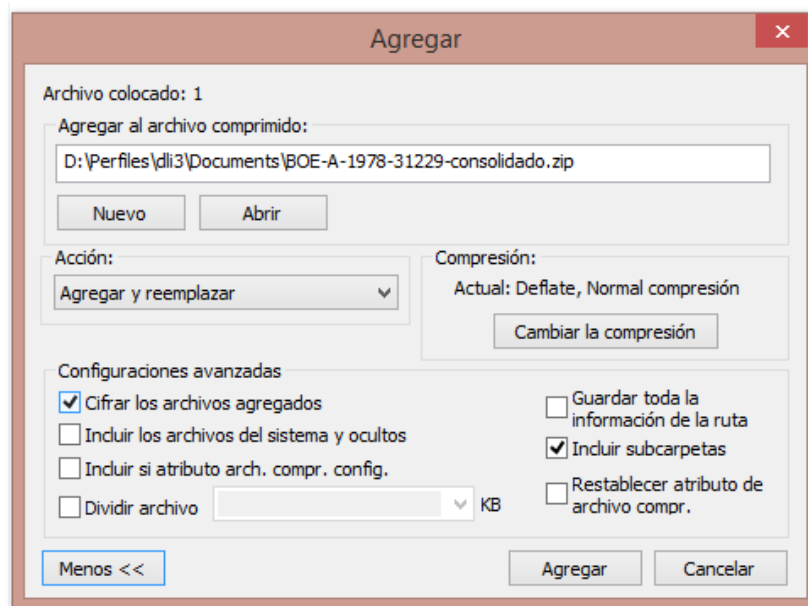 Agregar
Archivo colocado: 1
Agregar al archivo comprimido:
D:\Perfiles\dli3\Documents\BOE-A-1978-31229-consolidado.zip
Nuevo
Abrir
Acción:
Agregar y reemplazar
Compresión:
Actual: Deflate, Normal compresión
Cambiar la compresión
Configuraciones avanzadas
Cifrar los archivos agregados
Incluir los archivos del sistema y ocultos
Incluir si atributo arch. compr. config.
Dividir archivo
KB
Guardar toda la
información de la ruta
Incluir subcarpetas
Restablecer atributo de
archivo compr.
Menos <<
Agregar
Cancelar